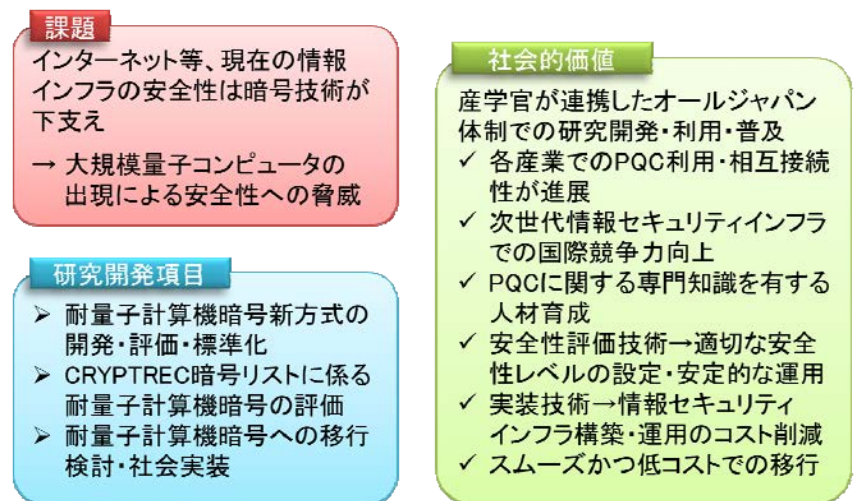 課題
インターネット等、現在の情報
インフラの安全性は暗号技術が
下支え
→ 大規模量子コンピュータの
出現による安全性への脅威
研究開発項目
➢ 耐量子計算機暗号新方式の
開発・評価・標準化
➢ CRYPTREC暗号リストに係る
耐量子計算機暗号の評価
➢ 耐量子計算機暗号への移行
検討・社会実装
社会的価値
産学官が連携したオールジャパン
体制での研究開発・利用・普及
✓ 各産業でのPQC利用・相互接続
性が進展
✓ 次世代情報セキュリティインフラ
での国際競争力向上
✓ PQCに関する専門知識を有する
人材育成
✓ 安全性評価技術→適切な安全
性レベルの設定・安定的な運用
✓ 実装技術→情報セキュリティ
インフラ構築・運用のコスト削減
✓ スムーズかつ低コストでの移行